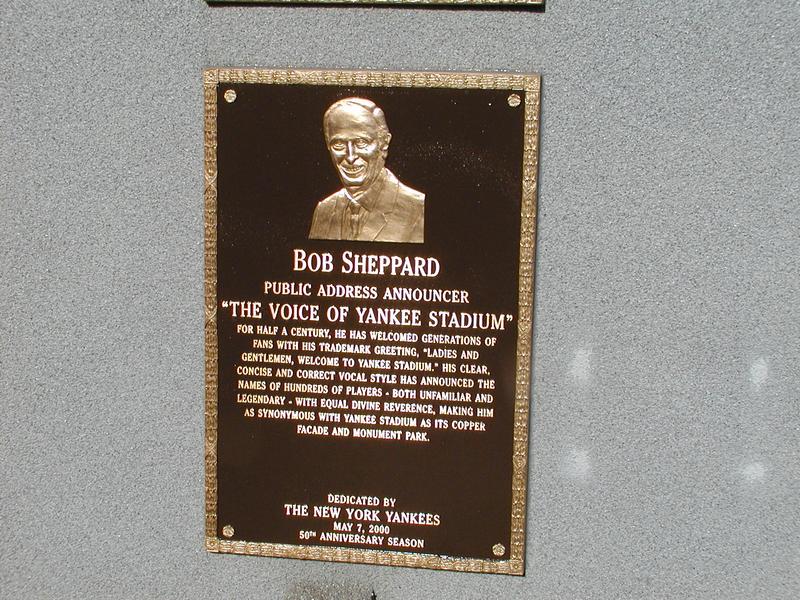 BOB SHEPPARD
PUBLIC ADDRESS ANNOUNCER
"THE VOICE OF YANKEE STADIUM"
FOR HALF A CENTURY, HE HAS WELCOMED GENERATIONS OF
FANS WITH HIS TRADEMARK GREETING, "LADIES AND
GENTLEMEN, WELCOME TO YANKEE STADIUM." HIS CLEAR,
CONCISE AND CORRECT VOCAL STYLE HAS ANNOUNCED THE
NAMES OF HUNDREDS OF PLAYERS - BOTH UNFAMILIAR AND
LEGENDARY - WITH EQUAL DIVINE REVERENCE, MAKING HIM
AS SYNONYMOUS WITH YANKEE STADIUM AS ITS COPPER
FACADE AND MONUMENT PARK.
DEDICATED BY
THE NEW YORK YANKEES
MAY 7, 2000
50TH ANNIVERSARY SEASON